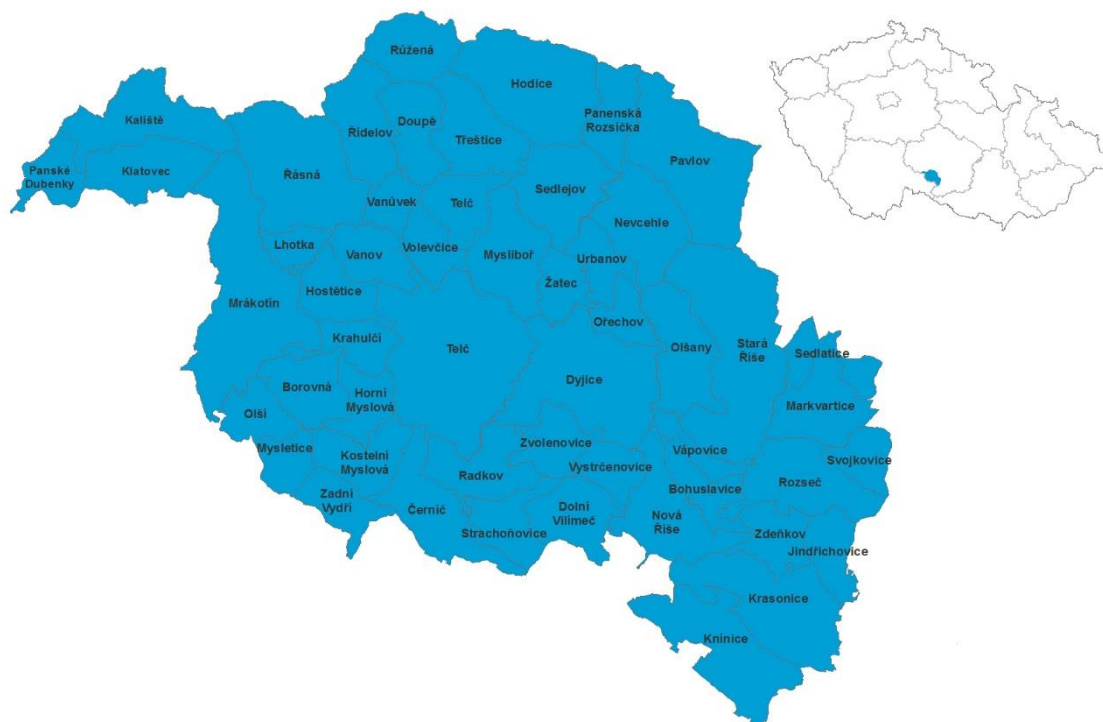 Růžená
Hodice
Kaliště
Řídelov
Doupě
Třeštice
Panenská
Rozsíčka
Panské
Dubenky
Klatovec
Řásná
Pavlov
Sedlejov
Vanůvek
Telč
Nevcehle
Lhotka
Vanov
Volevčice
Mysliboř
Urbanov
Žatec
Mrákotín
Hostětice
Ořechov
Krahulčí
Telč
Olšany
Stará
Říše
Sedlatice
Borovná
Horní
Myslová
Dyjice
Markvartice
Olší
Mysletice
Kostelní
Myslová
Zvolenovice
Vápovice
Svojkovice
Radkov
Vystrčenovice
Bohuslavice
Rozseč
Zadní
Vydří
Černíč
Strachoňovice
Dolní
Vilímeč
Nová
Říše
Zdeňkov
Jindřichovice
Krasonice
Knínice